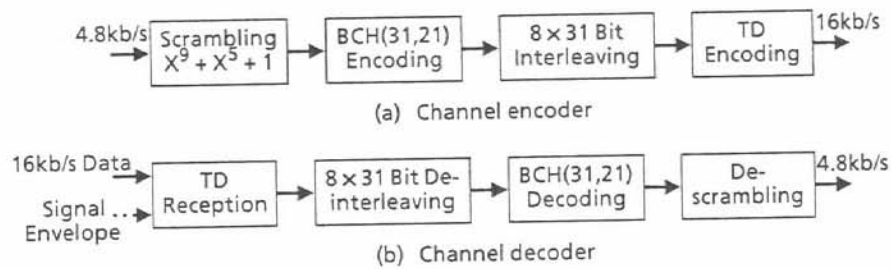 4.8kb/s
Scrambling
X⁹ + X⁵ + 1
BCH(31,21)
Encoding
8 × 31 Bit
Interleaving
TD
Encoding
16kb/s
(a) Channel encoder
16kb/s Data
Signal ..
Envelope
TD
Reception
8 × 31 Bit De-
interleaving
BCH(31,21)
Decoding
De-
scrambling
4.8kb/s
(b) Channel decoder